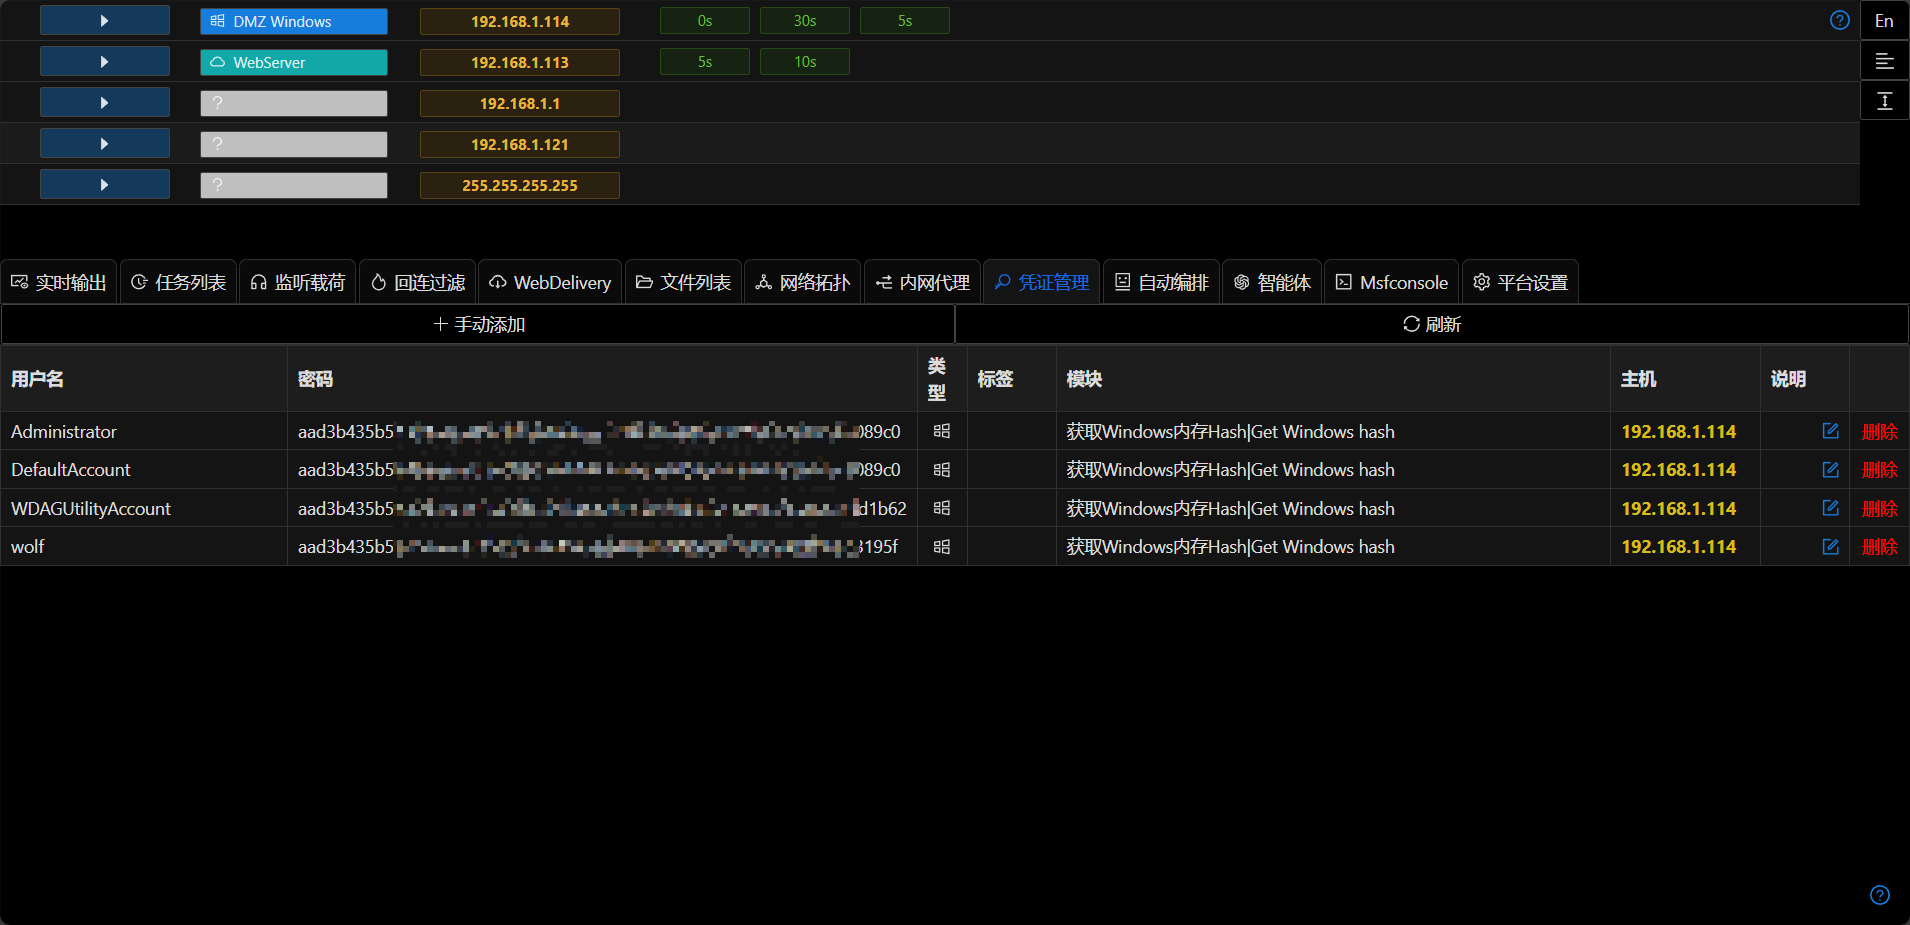 DMZ Windows 192.168.1.114 0s 30s 5s En
WebServer 192.168.1.113 5s 10s
? 192.168.1.1
? 192.168.1.121
? 255.255.255.255
实时输出 任务列表 监听载荷 回连过滤 WebDelivery 文件列表 网络拓扑 内网代理 凭证管理 自动编排 智能体 Msfconsole 平台设置
手动添加 刷新
用户名 密码 类型 标签 模块 主机 说明
Administrator aad3b435b5 089c0 获取Windows内存Hash|Get Windows hash 192.168.1.114 删除
DefaultAccount aad3b435b5 089c0 获取Windows内存Hash|Get Windows hash 192.168.1.114 删除
WDAGUtilityAccount aad3b435b5 d1b62 获取Windows内存Hash|Get Windows hash 192.168.1.114 删除
wolf aad3b435b5 3195f 获取Windows内存Hash|Get Windows hash 192.168.1.114 删除